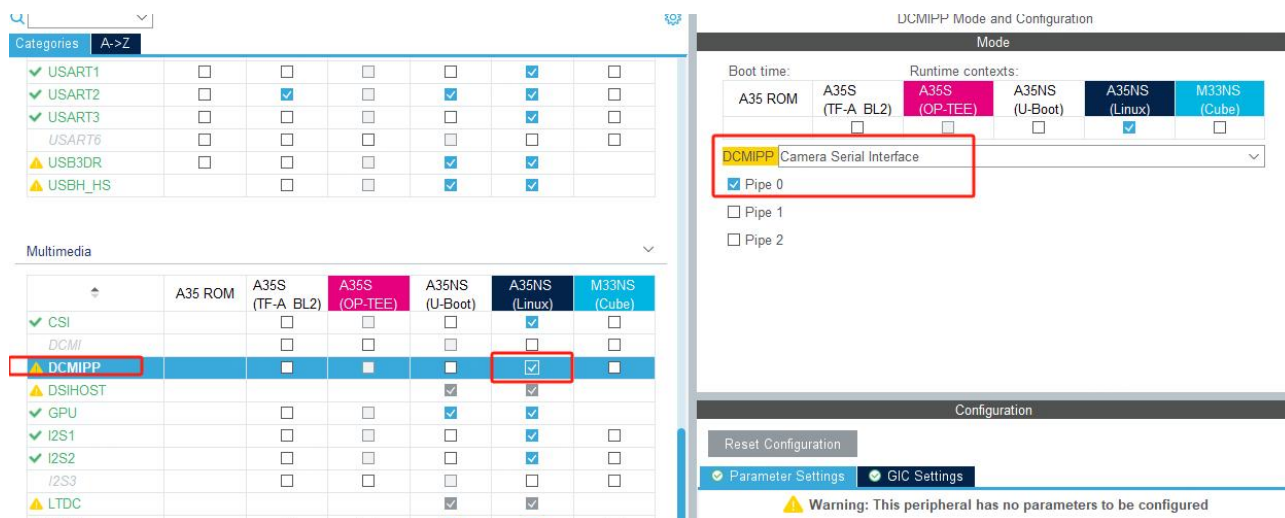 DCMIPP Mode and Configuration
Categories A->Z
Mode
USART1
USART2
USART3
USART6
USB3DR
USBH_HS
Boot time: Runtime contexts:
A35 ROM A35S (TF-A BL2) A35S (OP-TEE) A35NS (U-Boot) A35NS (Linux) M33NS (Cube)
DCMIPP Camera Serial Interface
Pipe 0
Pipe 1
Pipe 2
Multimedia
A35 ROM A35S (TF-A BL2) A35S (OP-TEE) A35NS (U-Boot) A35NS (Linux) M33NS (Cube)
CSI
DCMI
DCMIPP
DSIHOST
GPU
I2S1
I2S2
I2S3
LTDC
Configuration
Reset Configuration
Parameter Settings GIC Settings
Warning: This peripheral has no parameters to be configured